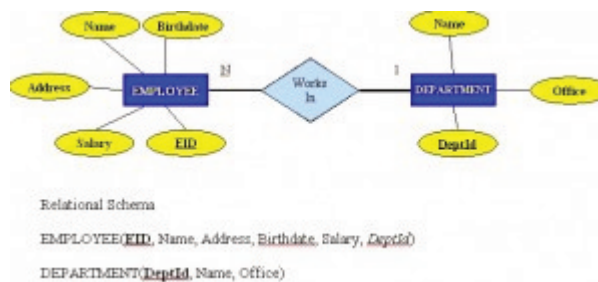 Name Birthdate Name
Address EMPLOYEE N Works In 1 DEPARTMENT Office
Salary EID DeptId
Relational Schema
EMPLOYEE(EID, Name, Address, Birthdate, Salary, DeptId)
DEPARTMENT(DeptId, Name, Office)